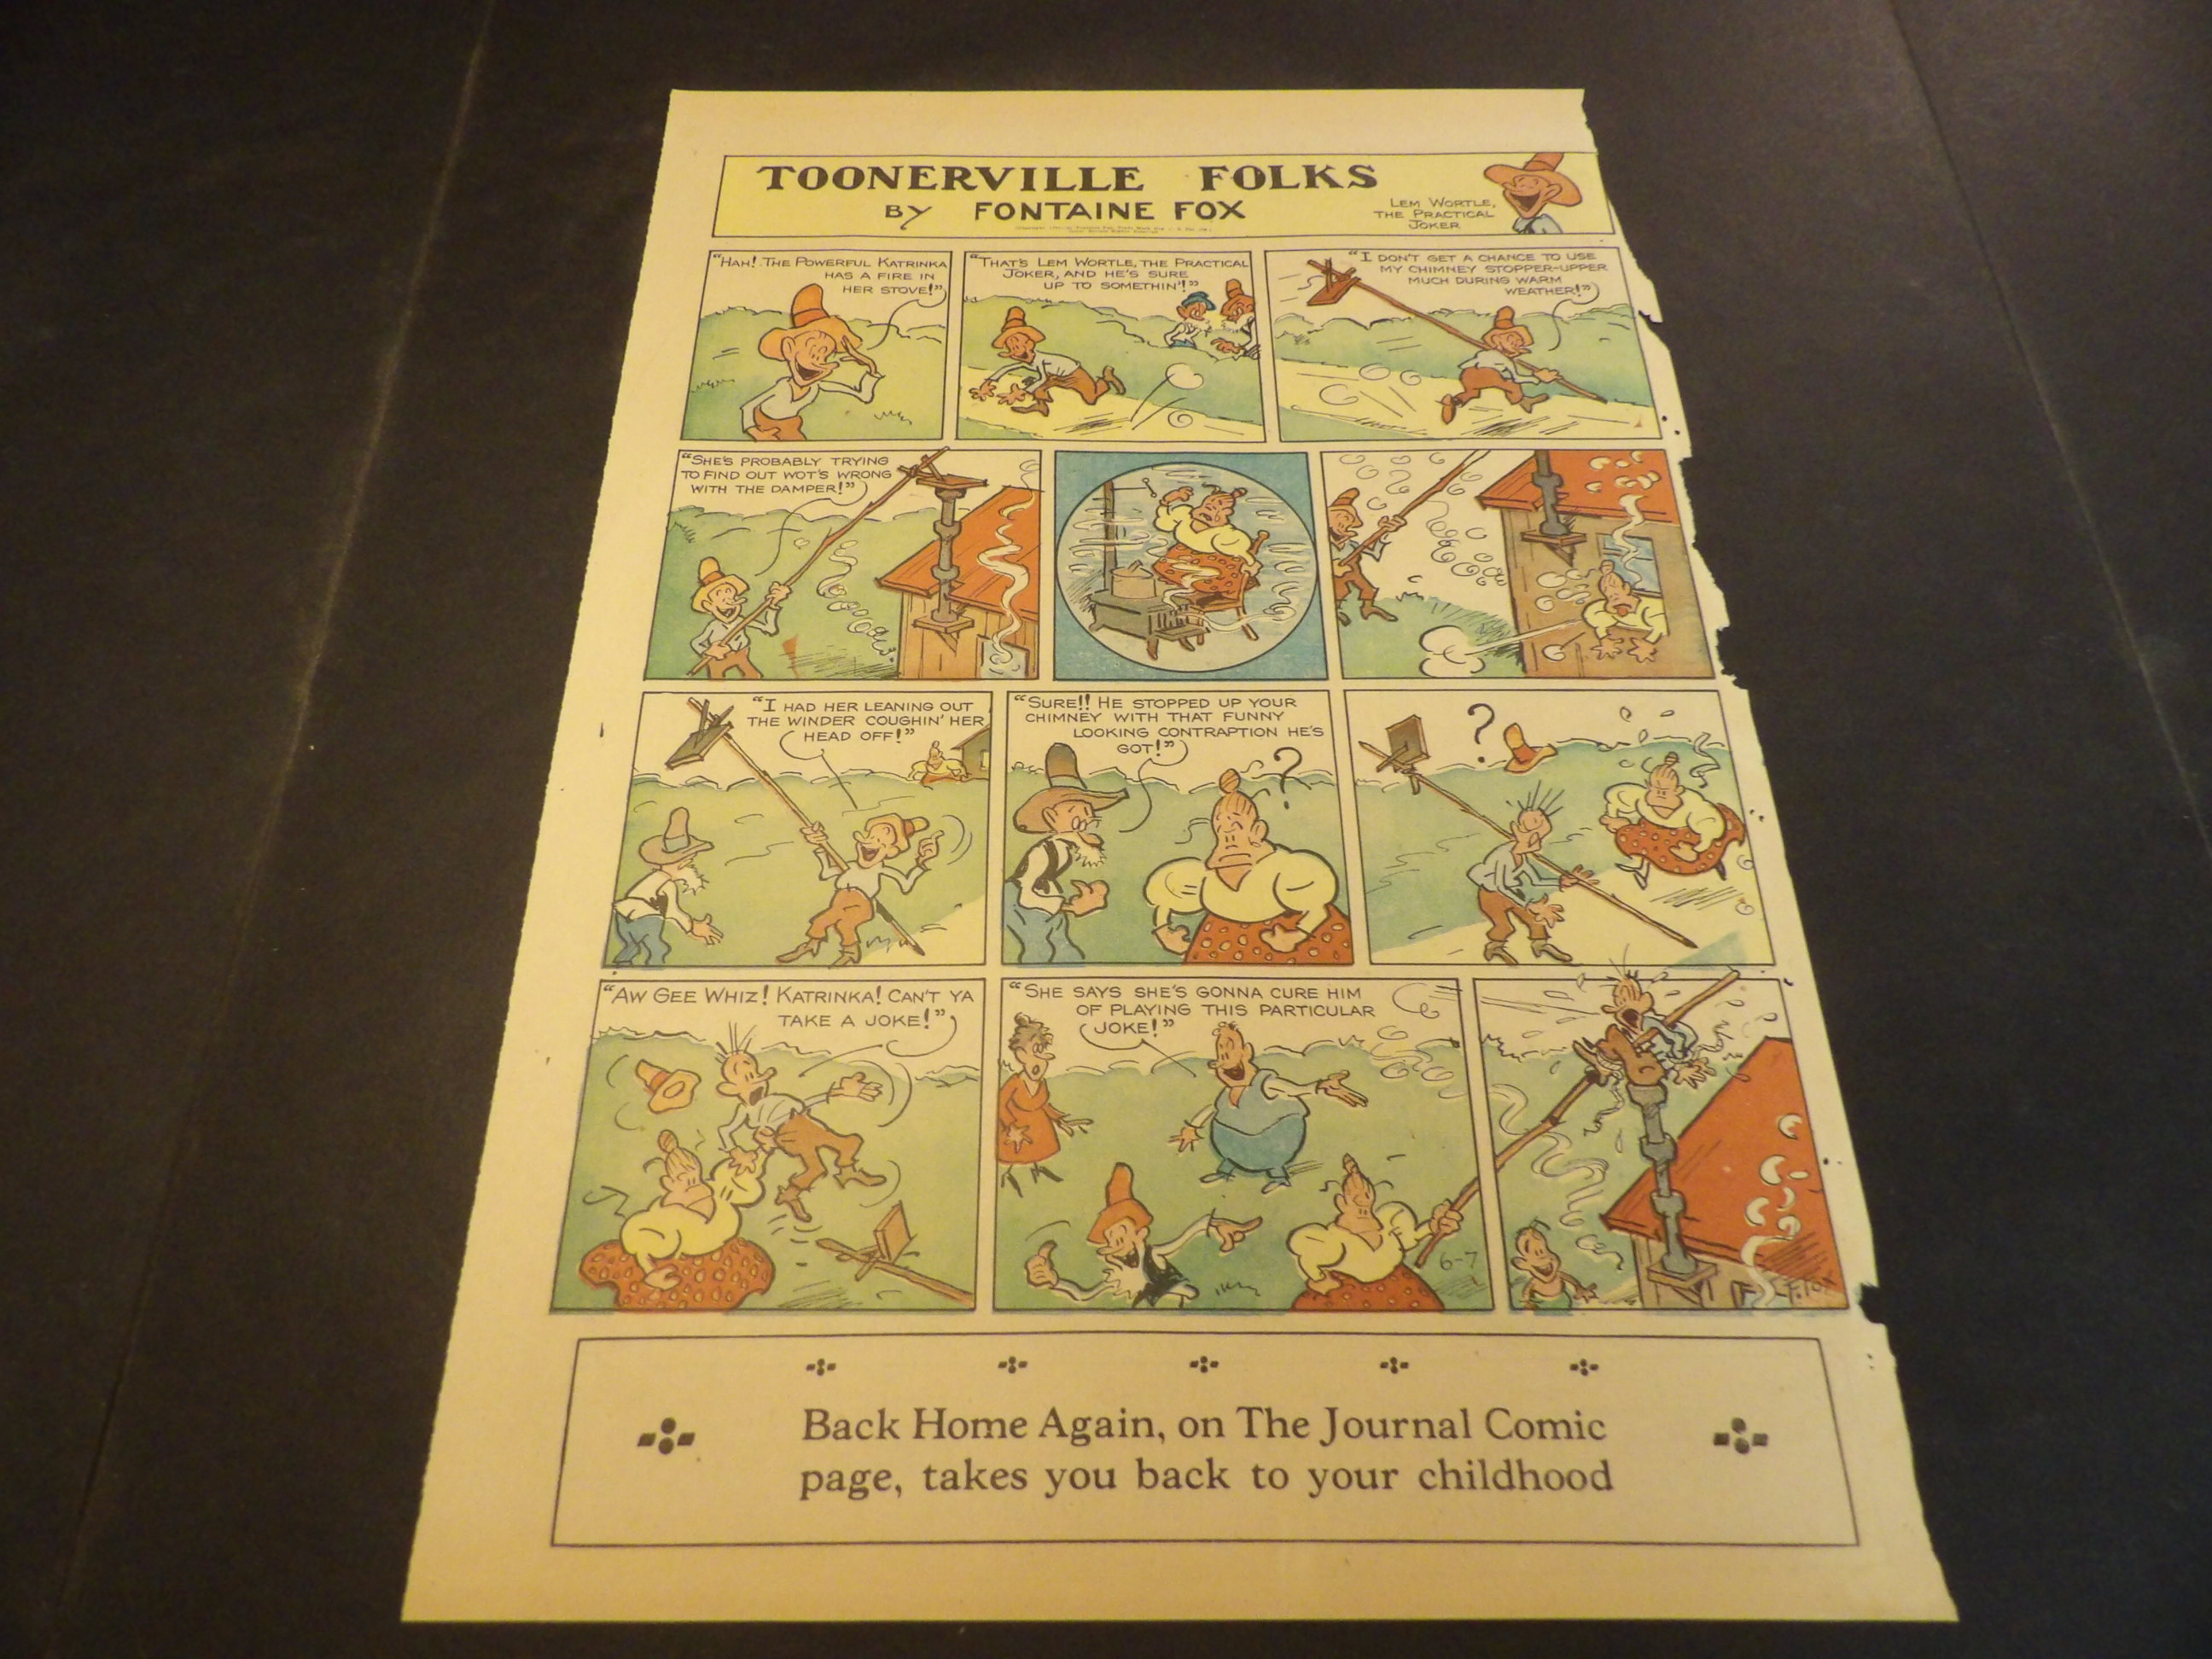 TOONERVILLE FOLKS
BY FONTAINE FOX
LEM WORTLE,
THE PRACTICAL
JOKER
"HAH! THE POWERFUL KATRINKA
HAS A FIRE IN
HER STOVE!"
"THAT'S LEM WORTLE, THE PRACTICAL
JOKER, AND HE'S SURE
UP TO SOMETHIN'!"
"I DON'T GET A CHANCE TO USE
MY CHIMNEY STOPPER-UPPER
MUCH DURING WARM
WEATHER!"
"SHE'S PROBABLY TRYING
TO FIND OUT WOT'S WRONG
WITH THE DAMPER!"
"I HAD HER LEANING OUT
THE WINDER COUGHIN' HER
HEAD OFF!"
"SURE!! HE STOPPED UP YOUR
CHIMNEY WITH THAT FUNNY
LOOKING CONTRAPTION HE'S
GOT!"
?
?
"AW GEE WHIZ! KATRINKA! CAN'T YA
TAKE A JOKE!"
"SHE SAYS SHE'S GONNA CURE HIM
OF PLAYING THIS PARTICULAR
JOKE!"
6-7
F. FOX
Back Home Again, on The Journal Comic
page, takes you back to your childhood